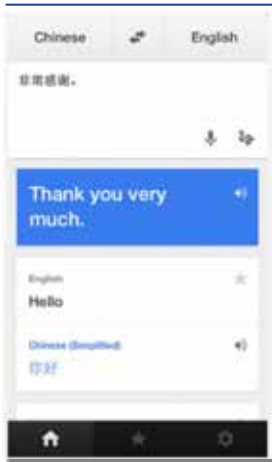 Chinese
English
非常感谢。
Thank you very
much.
English
Hello
Chinese (Simplified)
你好